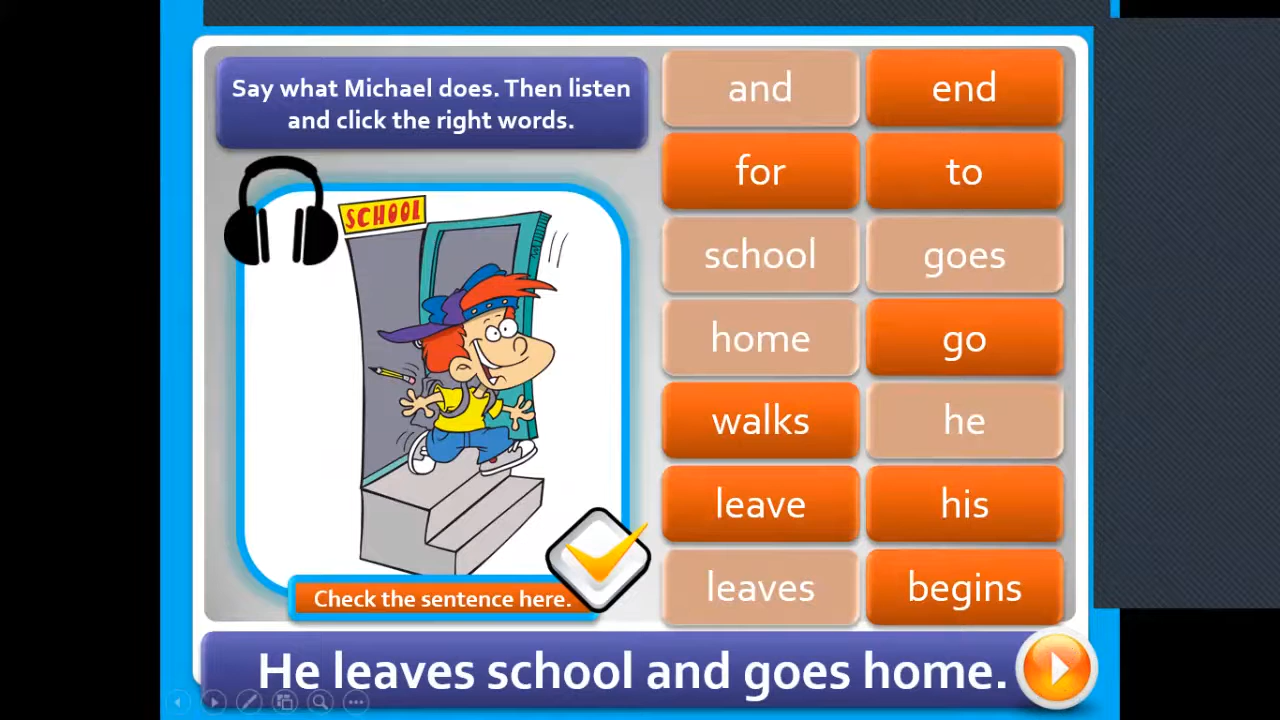 Say what Michael does. Then listen
and click the right words.
SCHOOL
and
end
for
to
school
goes
home
go
walks
he
leave
his
leaves
begins
Check the sentence here.
He leaves school and goes home.